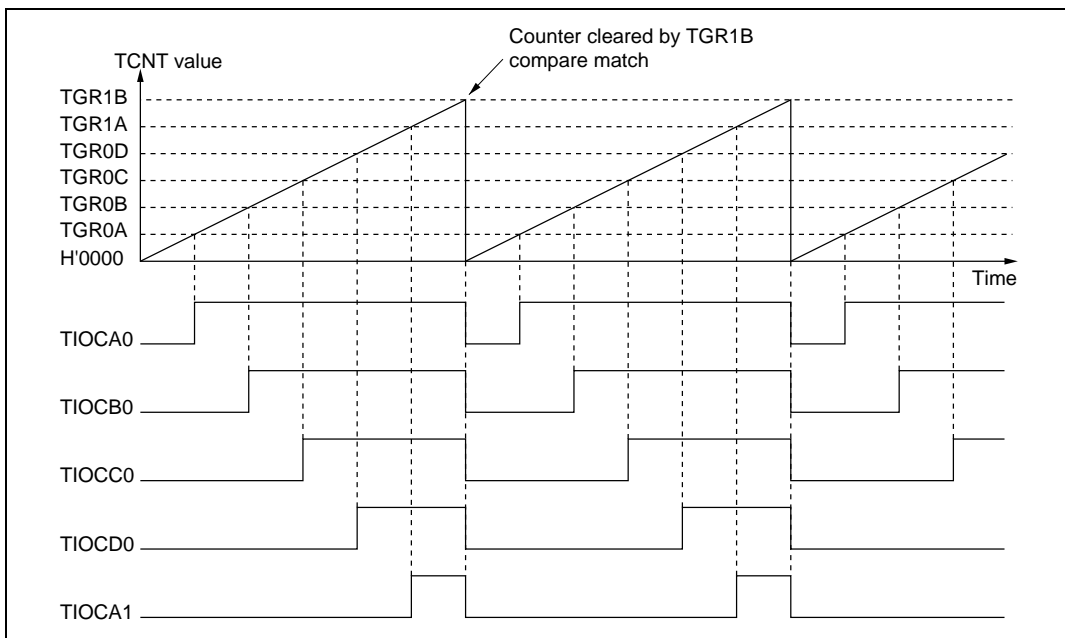 Counter cleared by TGR1B
compare match
TCNT value
TGR1B
TGR1A
TGR0D
TGR0C
TGR0B
TGR0A
H'0000
Time
TIOCA0
TIOCB0
TIOCC0
TIOCD0
TIOCA1